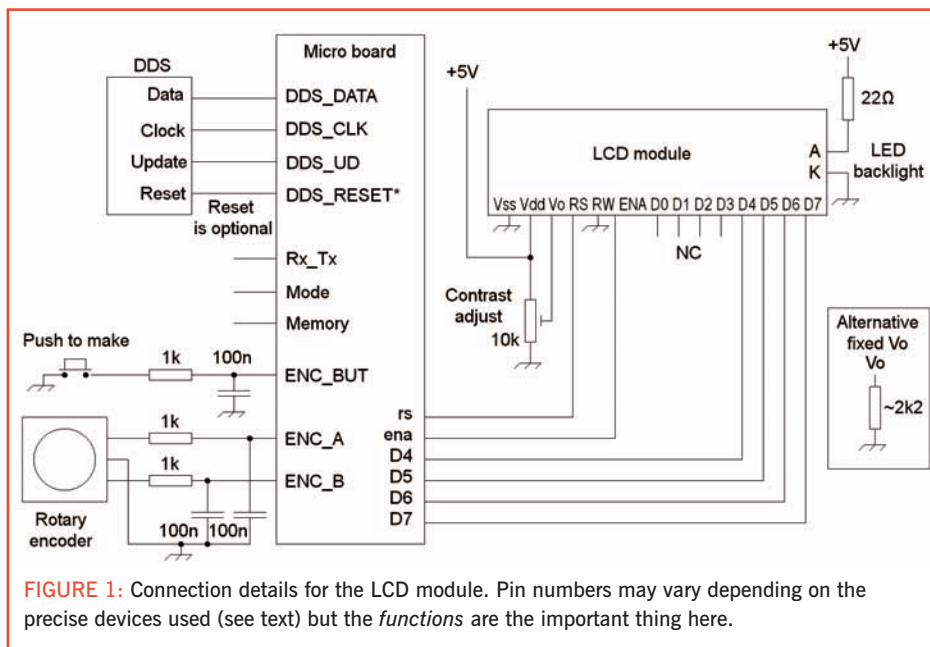 Micro board
DDS
Data
Clock
Update
Reset
DDS_DATA
DDS_CLK
DDS_UD
DDS_RESET*
Reset
is optional
Rx_Tx
Mode
Memory
Push to make
1k
100n
ENC_BUT
1k
ENC_A
1k
ENC_B
100n
100n
Rotary
encoder
rs
ena
D4
D5
D6
D7
+5V
+5V
22Ω
LCD module
A
K
LED
backlight
Vss Vdd Vo RS RW ENA D0 D1 D2 D3 D4 D5 D6 D7
NC
Contrast
adjust
10k
Alternative
fixed Vo
Vo
~2k2
FIGURE 1: Connection details for the LCD module. Pin numbers may vary depending on the
precise devices used (see text) but the functions are the important thing here.